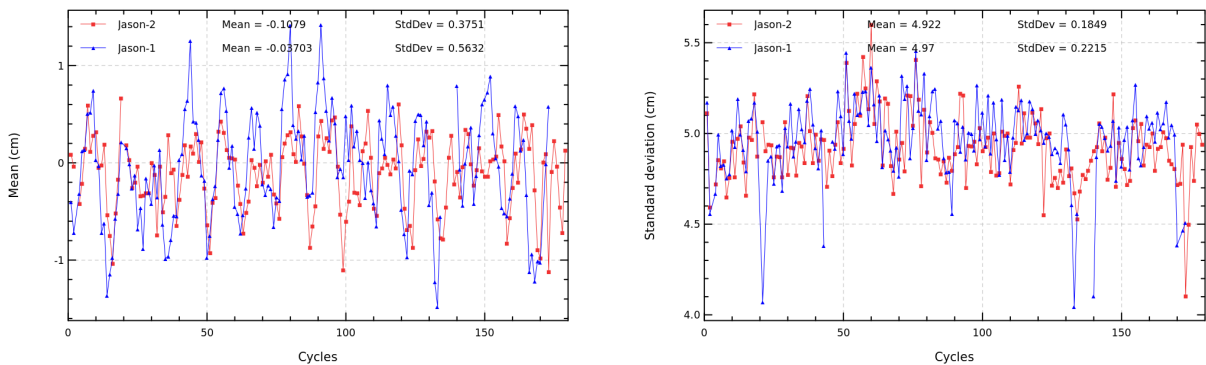 Jason-2 Mean = -0.1079 StdDev = 0.3751
Jason-1 Mean = -0.03703 StdDev = 0.5632
Mean (cm)
1
0
-1
0 50 100 150
Cycles
Jason-2 Mean = 4.922 StdDev = 0.1849
Jason-1 Mean = 4.97 StdDev = 0.2215
Standard deviation (cm)
5.5
5.0
4.5
4.0
0 50 100 150
Cycles